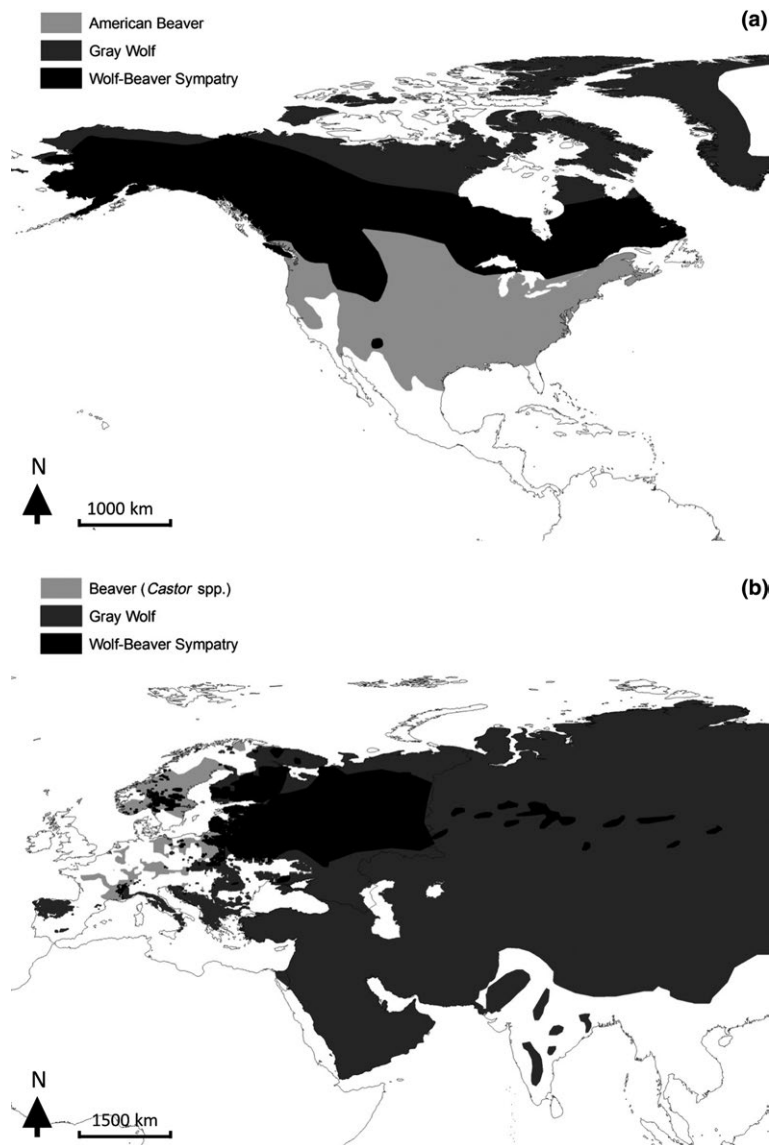 (a)
American Beaver
Gray Wolf
Wolf-Beaver Sympatry
N
1000 km
(b)
Beaver (Castor spp.)
Gray Wolf
Wolf-Beaver Sympatry
N
1500 km